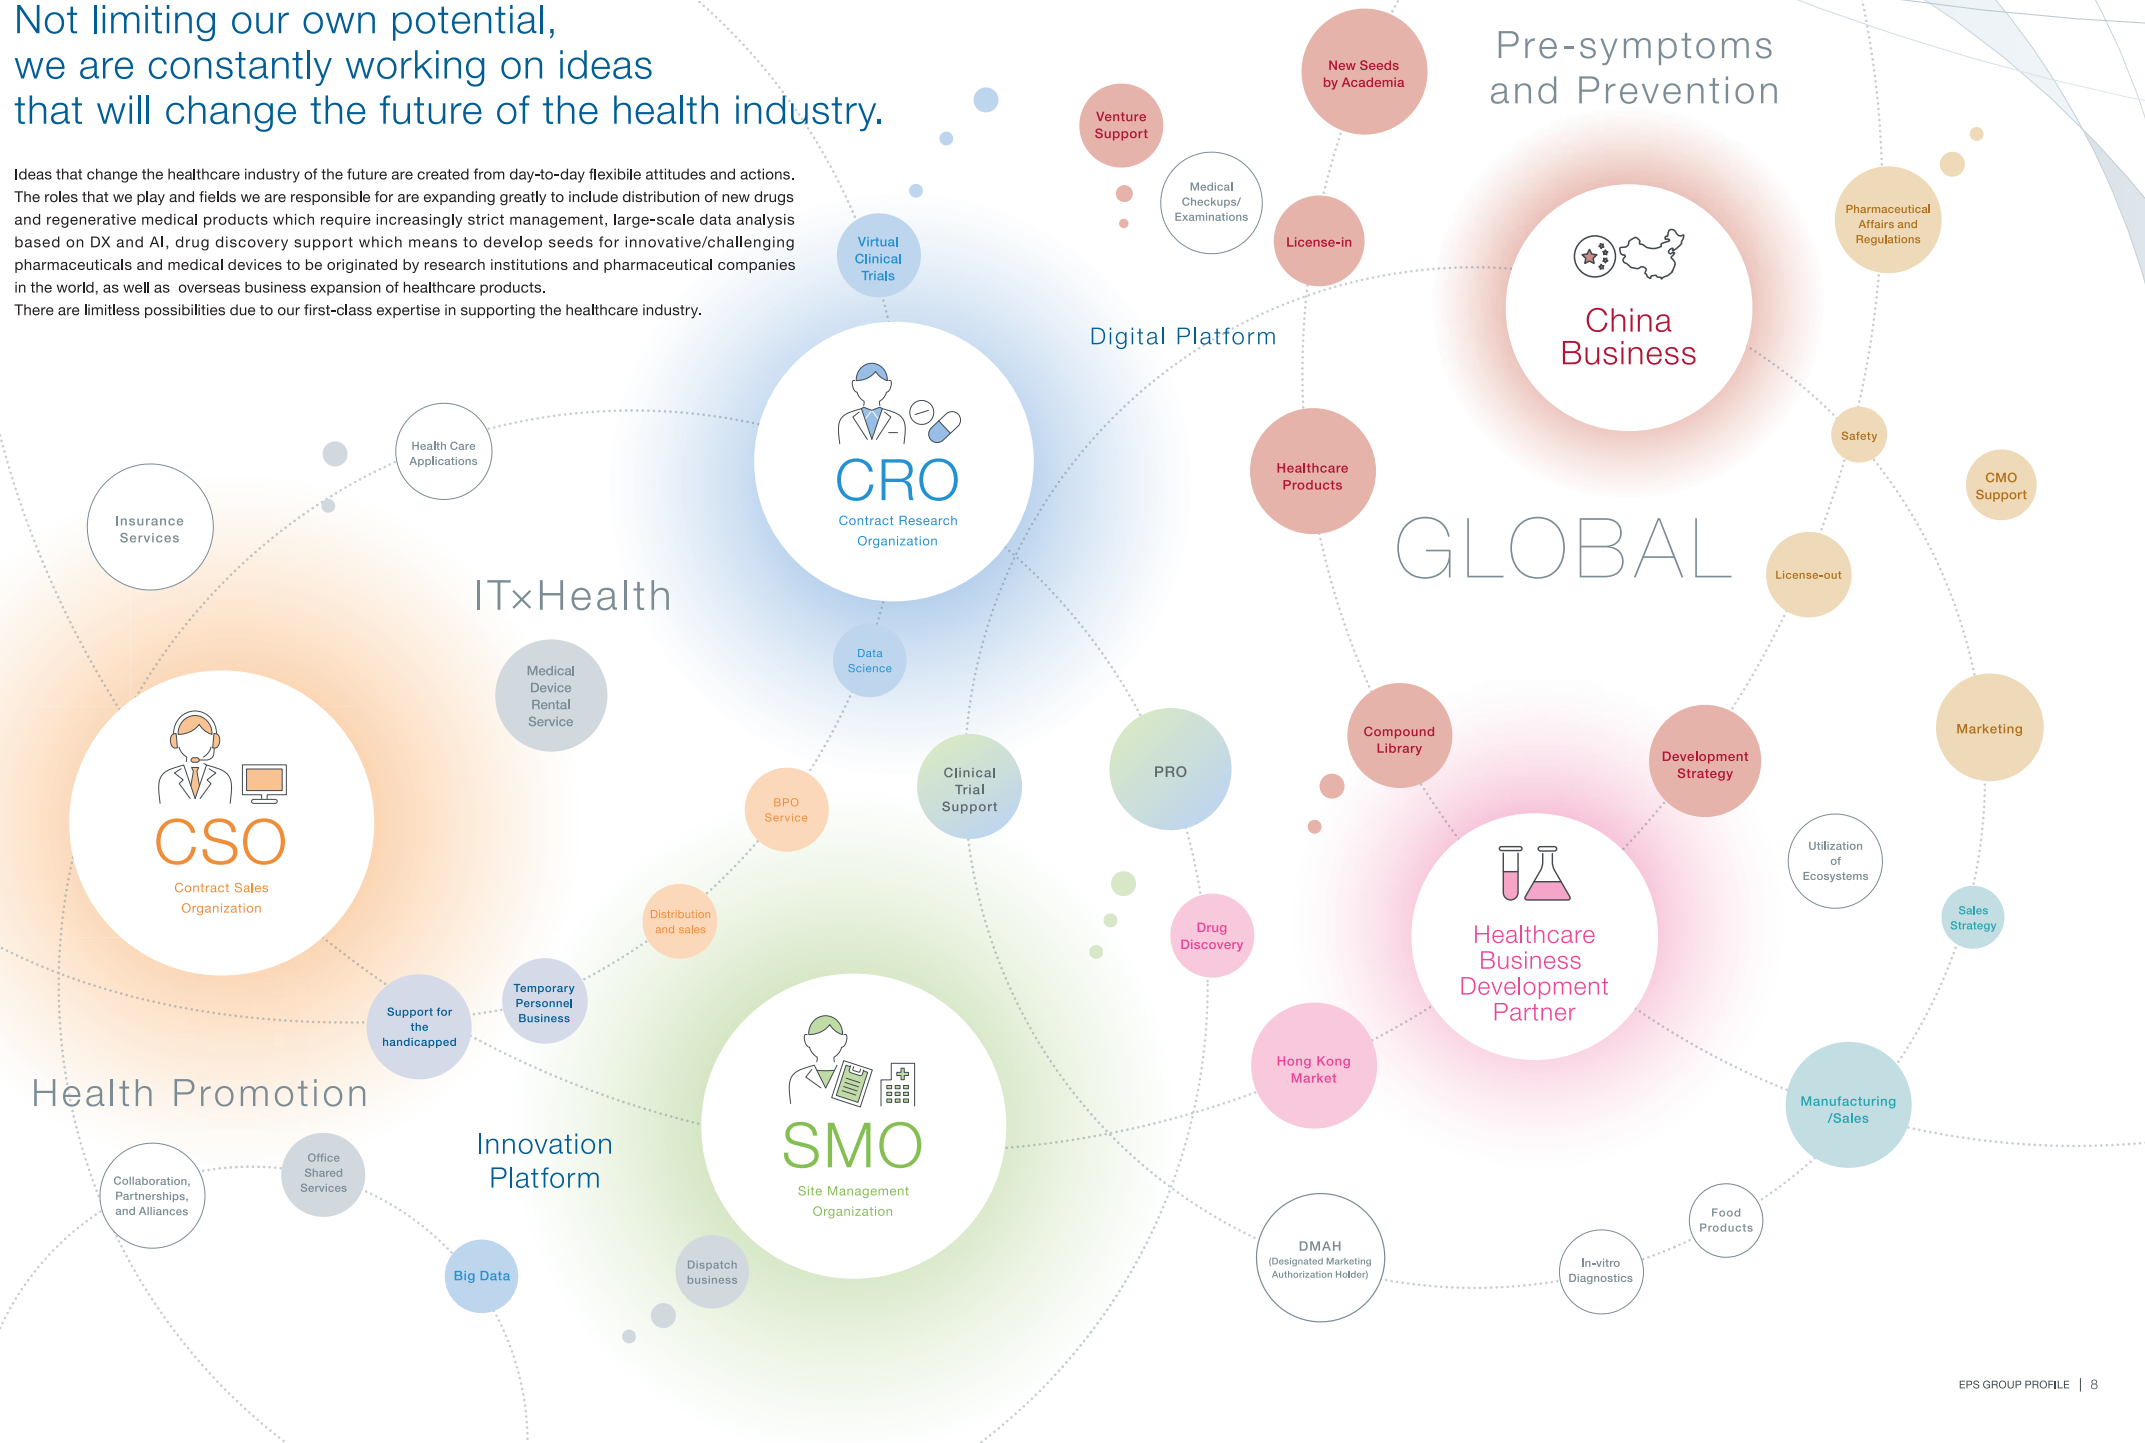 Not limiting our own potential,
we are constantly working on ideas
that will change the future of the health industry.
Ideas that change the healthcare industry of the future are created from day-to-day flexibile attitudes and actions.
The roles that we play and fields we are responsible for are expanding greatly to include distribution of new drugs
and regenerative medical products which require increasingly strict management, large-scale data analysis
based on DX and AI, drug discovery support which means to develop seeds for innovative/challenging
pharmaceuticals and medical devices to be originated by research institutions and pharmaceutical companies
in the world, as well as overseas business expansion of healthcare products.
There are limitless possibilities due to our first-class expertise in supporting the healthcare industry.
New Seeds
by Academia
Pre-symptoms
and Prevention
Venture
Support
Medical
Checkups/
Examinations
License-in
Pharmaceutical
Affairs and
Regulations
Virtual
Clinical
Trials
Digital Platform
China
Business
Health Care
Applications
CRO
Contract Research
Organization
Healthcare
Products
Safety
CMO
Support
Insurance
Services
GLOBAL
License-out
IT×Health
Data
Science
Medical
Device
Rental
Service
Compound
Library
Development
Strategy
Marketing
Clinical
Trial
Support
PRO
BPO
Service
CSO
Contract Sales
Organization
Utilization
of
Ecosystems
Distribution
and sales
Drug
Discovery
Healthcare
Business
Development
Partner
Sales
Strategy
Temporary
Personnel
Business
Support for
the
handicapped
Hong Kong
Market
Manufacturing
/Sales
Health Promotion
Innovation
Platform
SMO
Site Management
Organization
Office
Shared
Services
Collaboration,
Partnerships,
and Alliances
Food
Products
DMAH
(Designated Marketing
Authorization Holder)
In-vitro
Diagnostics
Big Data
Dispatch
business
EPS GROUP PROFILE | 8